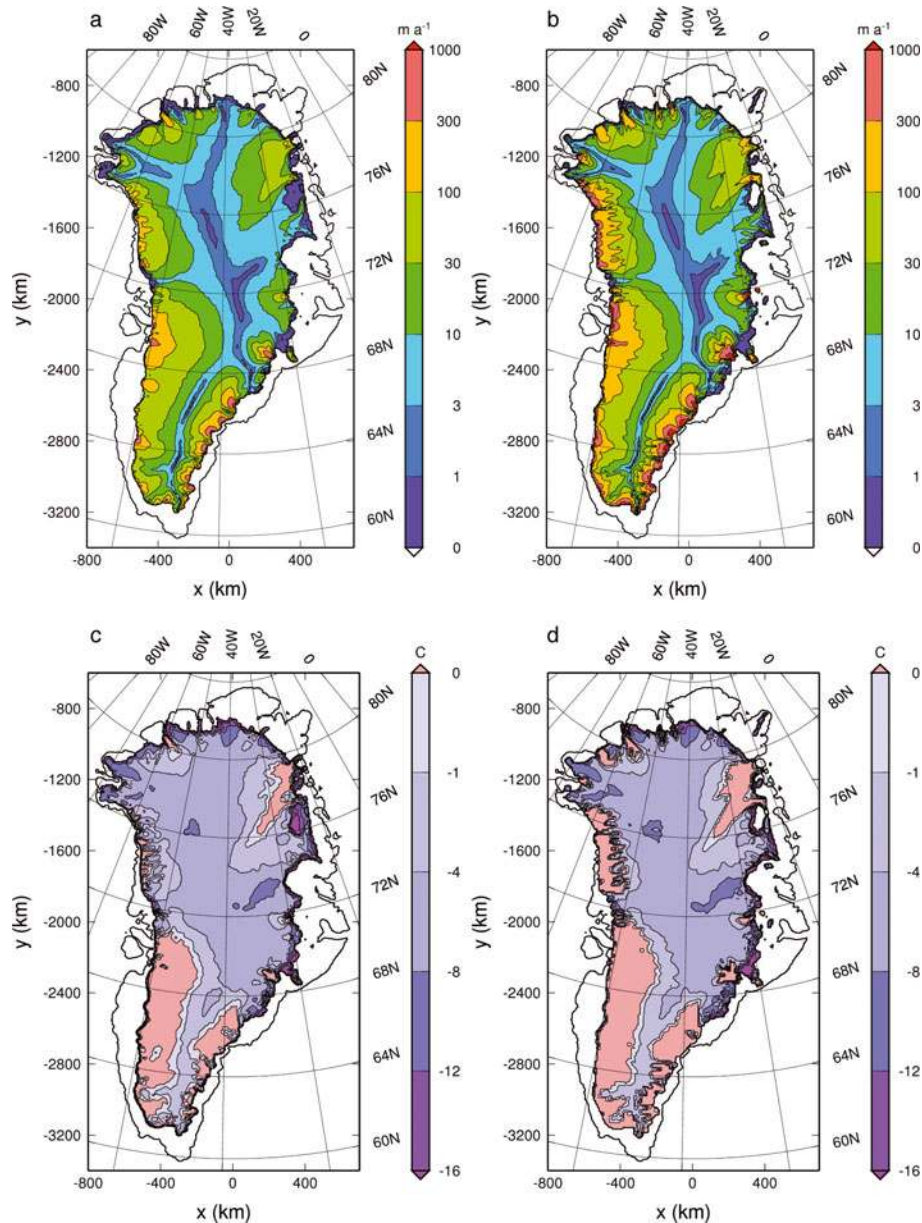 a
80W
60W
40W
20W
0
80N
76N
72N
68N
64N
60N
m a⁻¹
1000
300
100
30
10
3
1
0
-800
-1200
-1600
-2000
-2400
-2800
-3200
y (km)
-800
-400
0
400
x (km)
b
80W
60W
40W
20W
0
80N
76N
72N
68N
64N
60N
m a⁻¹
1000
300
100
30
10
3
1
0
-800
-1200
-1600
-2000
-2400
-2800
-3200
y (km)
-800
-400
0
400
x (km)
c
80W
60W
40W
20W
0
80N
76N
72N
68N
64N
60N
C
0
-1
-4
-8
-12
-16
-800
-1200
-1600
-2000
-2400
-2800
-3200
y (km)
-800
-400
0
400
x (km)
d
80W
60W
40W
20W
0
80N
76N
72N
68N
64N
60N
C
0
-1
-4
-8
-12
-16
-800
-1200
-1600
-2000
-2400
-2800
-3200
y (km)
-800
-400
0
400
x (km)